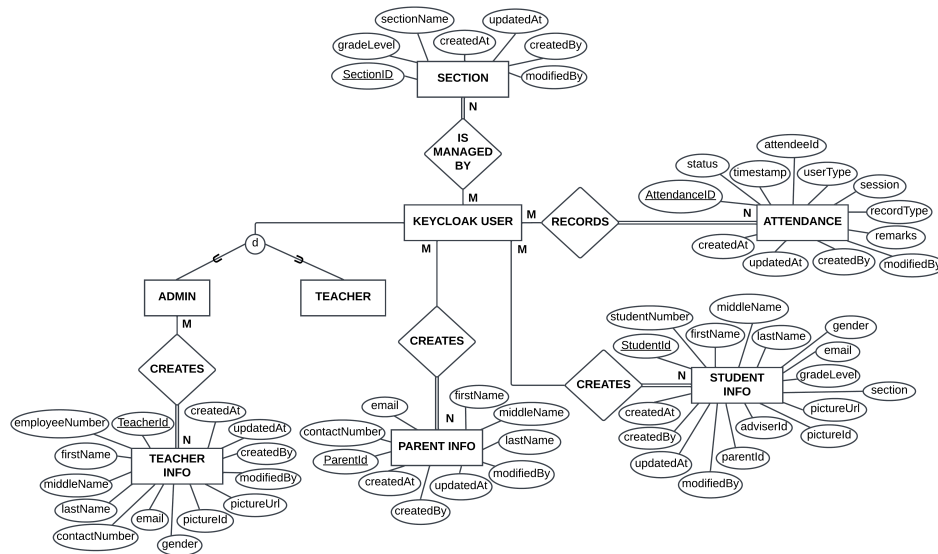 sectionName
updatedAt
gradeLevel
createdAt
createdBy
SectionID
SECTION
modifiedBy
N
IS
MANAGED
BY
M
KEYCLOAK USER
M
RECORDS
N
ATTENDANCE
attendeeId
status
timestamp
userType
AttendanceID
session
recordType
remarks
createdAt
updatedAt
createdBy
modifiedBy
d
ADMIN
TEACHER
M
CREATES
N
TEACHER
INFO
employeeNumber
TeacherId
createdAt
updatedAt
firstName
createdBy
middleName
modifiedBy
lastName
pictureUrl
contactNumber
email
pictureId
gender
M
CREATES
N
PARENT INFO
email
firstName
contactNumber
middleName
ParentId
lastName
createdAt
updatedAt
modifiedBy
createdBy
M
CREATES
N
STUDENT
INFO
middleName
studentNumber
firstName
lastName
gender
StudentId
email
gradeLevel
section
createdAt
pictureUrl
createdBy
adviserId
pictureId
updatedAt
parentId
modifiedBy